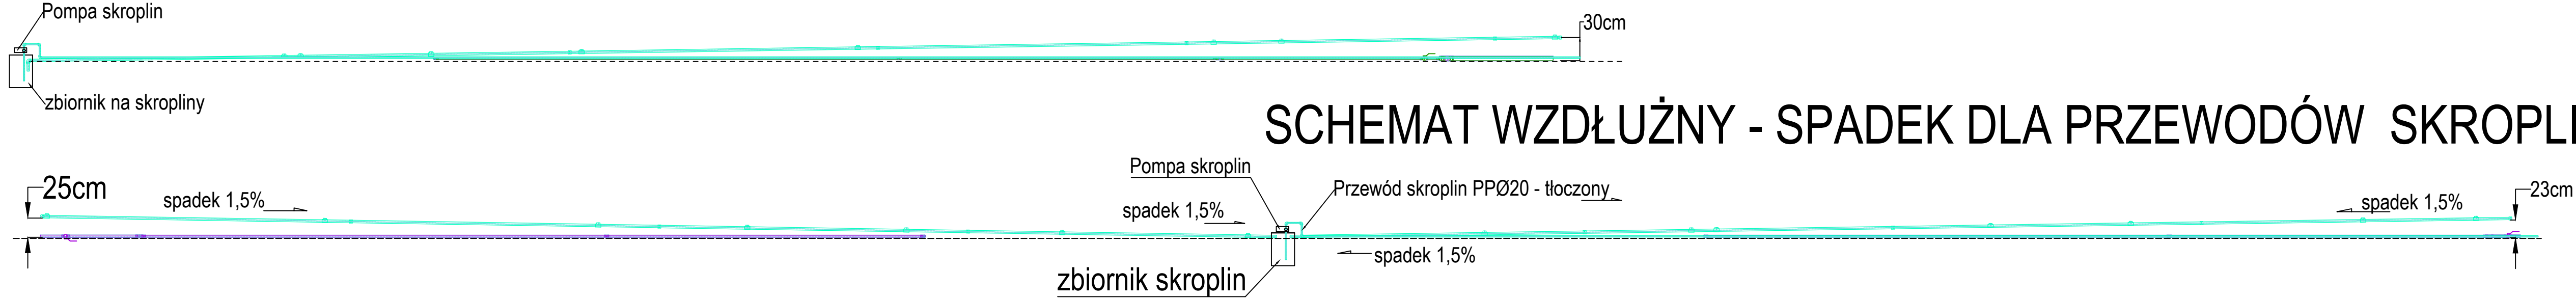 Pompa skroplin
30cm
zbiornik na skropliny
SCHEMAT WZDŁUŻNY - SPADEK DLA PRZEWODÓW SKROPLI
Pompa skroplin
25cm
spadek 1,5%
Przewód skroplin PPØ20 - tłoczony
23cm
spadek 1,5%
spadek 1,5%
spadek 1,5%
zbiornik skroplin